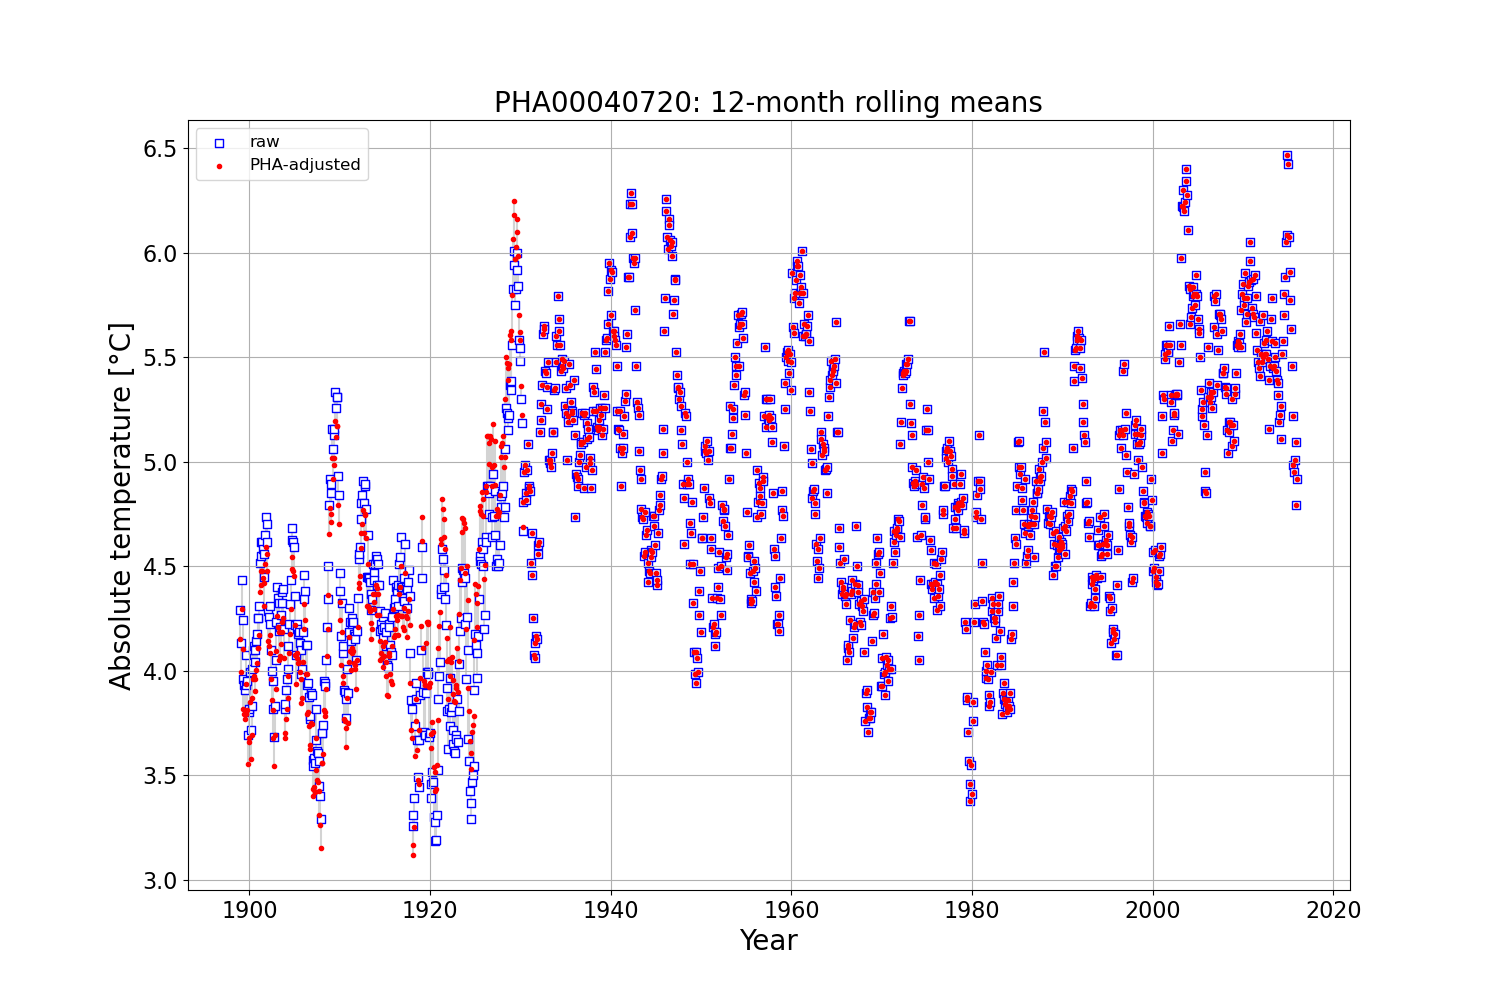 PHA00040720: 12-month rolling means
raw
PHA-adjusted
Absolute temperature [°C]
6.5
6.0
5.5
5.0
4.5
4.0
3.5
3.0
1900 1920 1940 1960 1980 2000 2020
Year